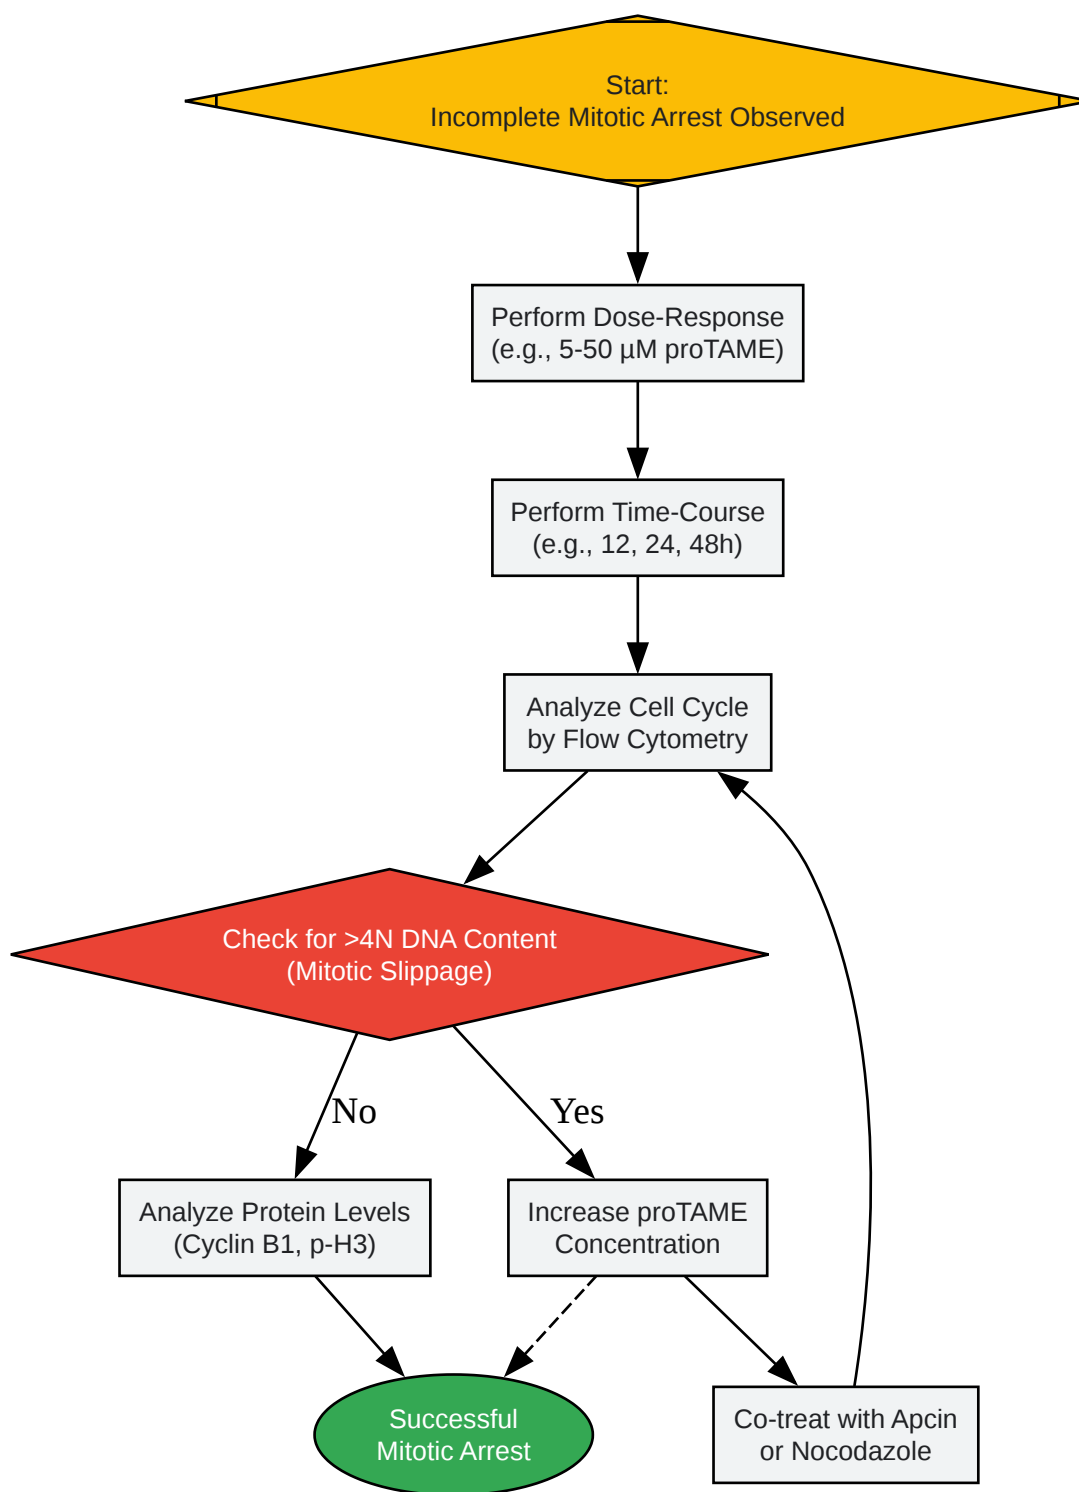 Start:
Incomplete Mitotic Arrest Observed
Perform Dose-Response
(e.g., 5-50 µM proTAME)
Perform Time-Course
(e.g., 12, 24, 48h)
Analyze Cell Cycle
by Flow Cytometry
Check for >4N DNA Content
(Mitotic Slippage)
No
Yes
Analyze Protein Levels
(Cyclin B1, p-H3)
Increase proTAME
Concentration
Successful
Mitotic Arrest
Co-treat with Apcin
or Nocodazole